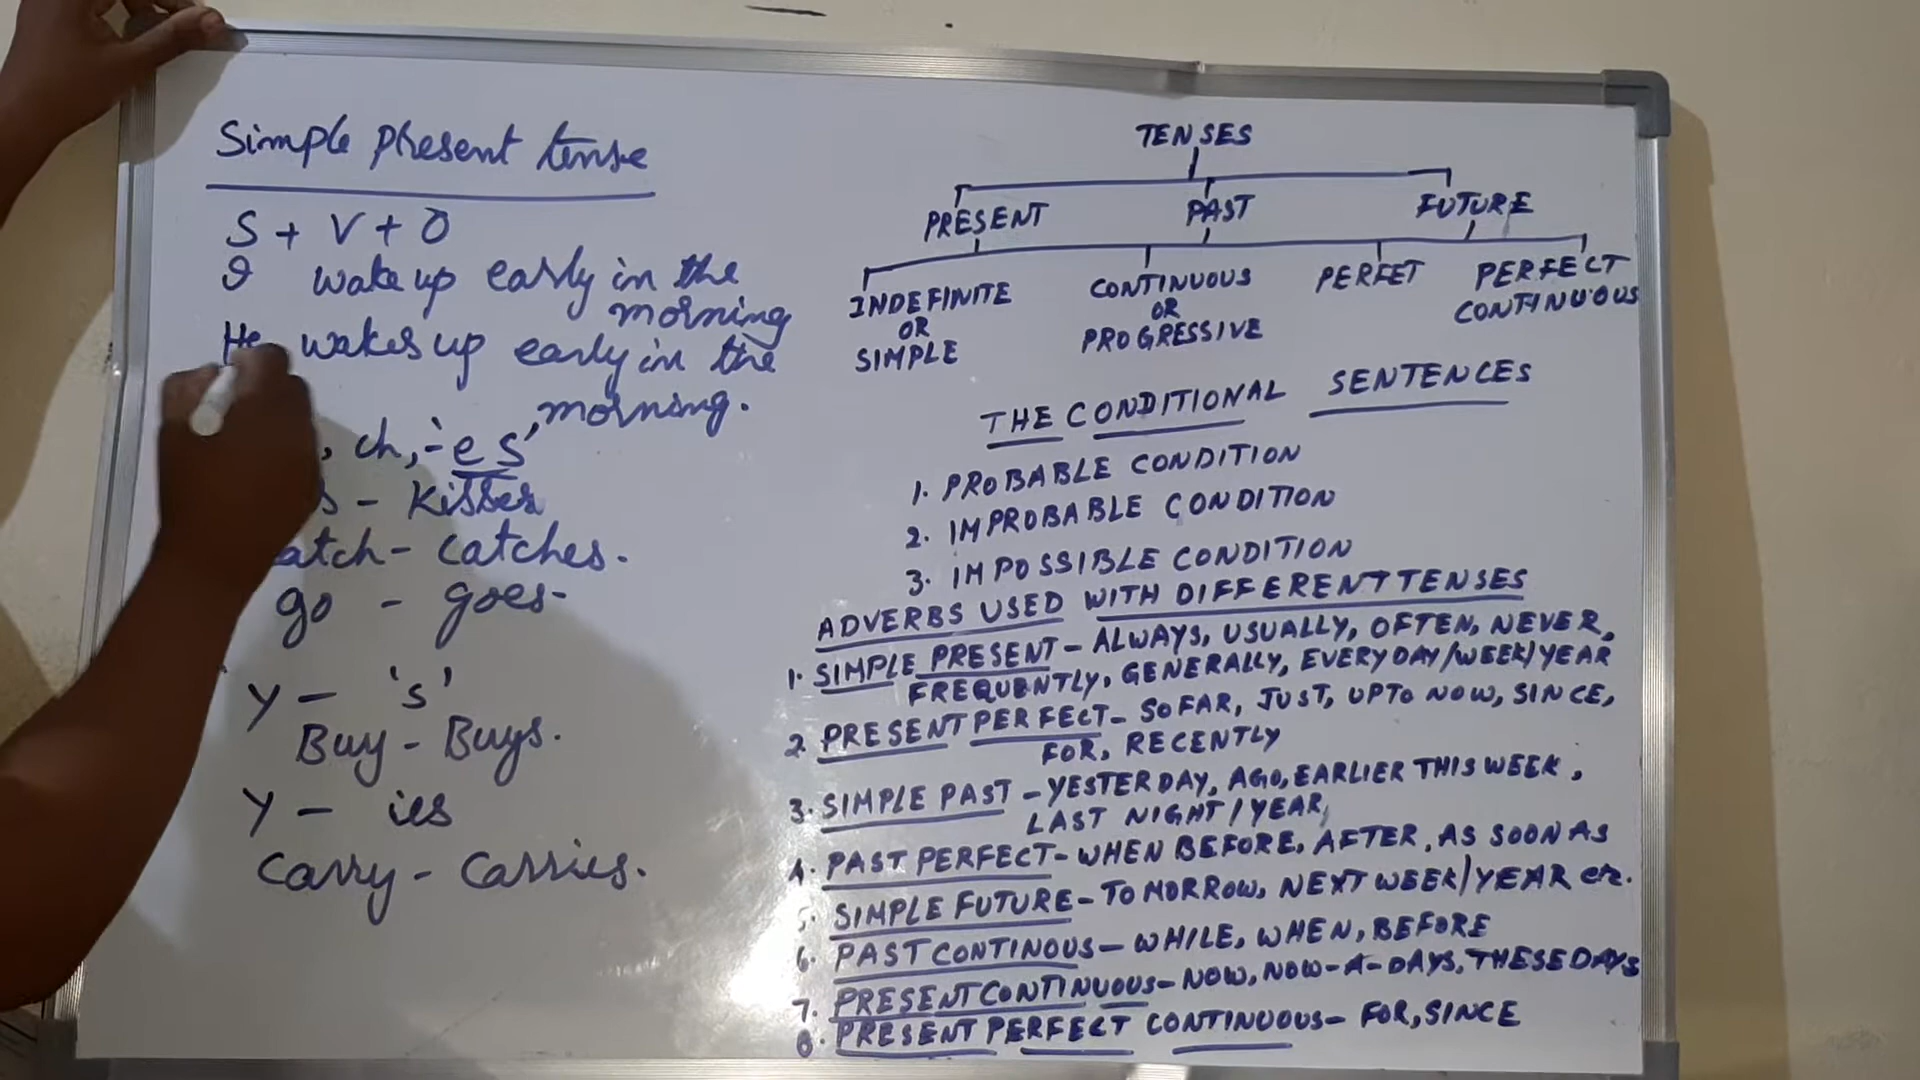 Simple Present tense
S + V + O
I wake up early in the
morning
He wakes up early in the
morning.
, ch, - 'es'
s - Kisses
atch - catches.
go - goes-
Y - 's'
Buy - Buys.
Y - ies
Carry - Carries.
TENSES
PRESENT PAST FUTURE
INDEFINITE OR SIMPLE
CONTINUOUS OR PROGRESSIVE
PERFET
PERFECT CONTINUOUS
THE CONDITIONAL SENTENCES
1. PROBABLE CONDITION
2. IMPROBABLE CONDITION
3. IMPOSSIBLE CONDITION
ADVERBS USED WITH DIFFERENT TENSES
1. SIMPLE PRESENT - ALWAYS, USUALLY, OFTEN, NEVER,
FREQUENTLY, GENERALLY, EVERYDAY/WEEK/YEAR
2. PRESENT PERFECT - SO FAR, JUST, UPTO NOW, SINCE,
FOR, RECENTLY
3. SIMPLE PAST - YESTERDAY, AGO, EARLIER THIS WEEK,
LAST NIGHT/YEAR,
4. PAST PERFECT - WHEN BEFORE, AFTER, AS SOON AS
5. SIMPLE FUTURE - TOMORROW, NEXT WEEK/YEAR etc.
6. PAST CONTINOUS - WHILE, WHEN, BEFORE
7. PRESENT CONTINUOUS - NOW, NOW-A-DAYS, THESE DAYS
8. PRESENT PERFECT CONTINUOUS - FOR, SINCE